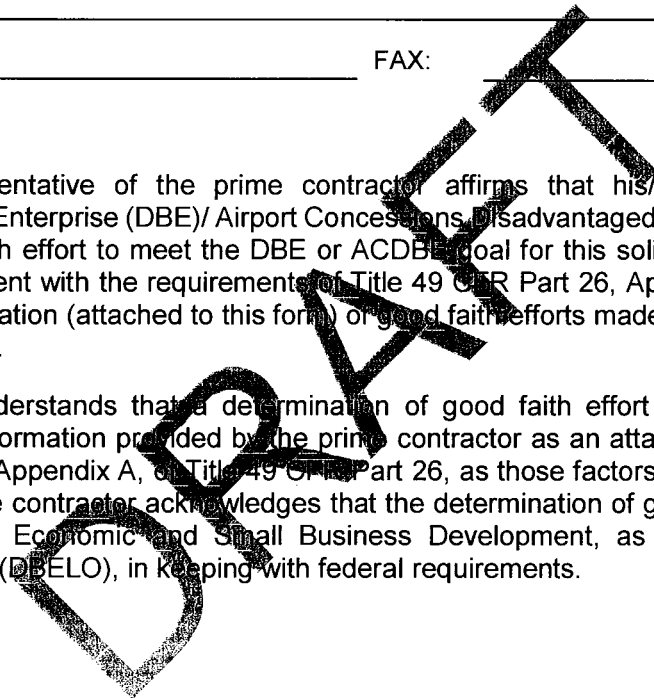 FAX:
entative of the prime contractor affirms that his/
Enterprise (DBE)/ Airport Concessions Disadvantaged
h effort to meet the DBE or ACDBE goal for this soli
ent with the requirements of Title 49 CFR Part 26, Ap
ation (attached to this form) of good faith efforts made
.
derstands that a determination of good faith effort
ormation provided by the prime contractor as an atta
Appendix A, of Title 49 CFR Part 26, as those factors
e contractor acknowledges that the determination of g
Economic and Small Business Development, as
(DBELO), in keeping with federal requirements.
DRAFT